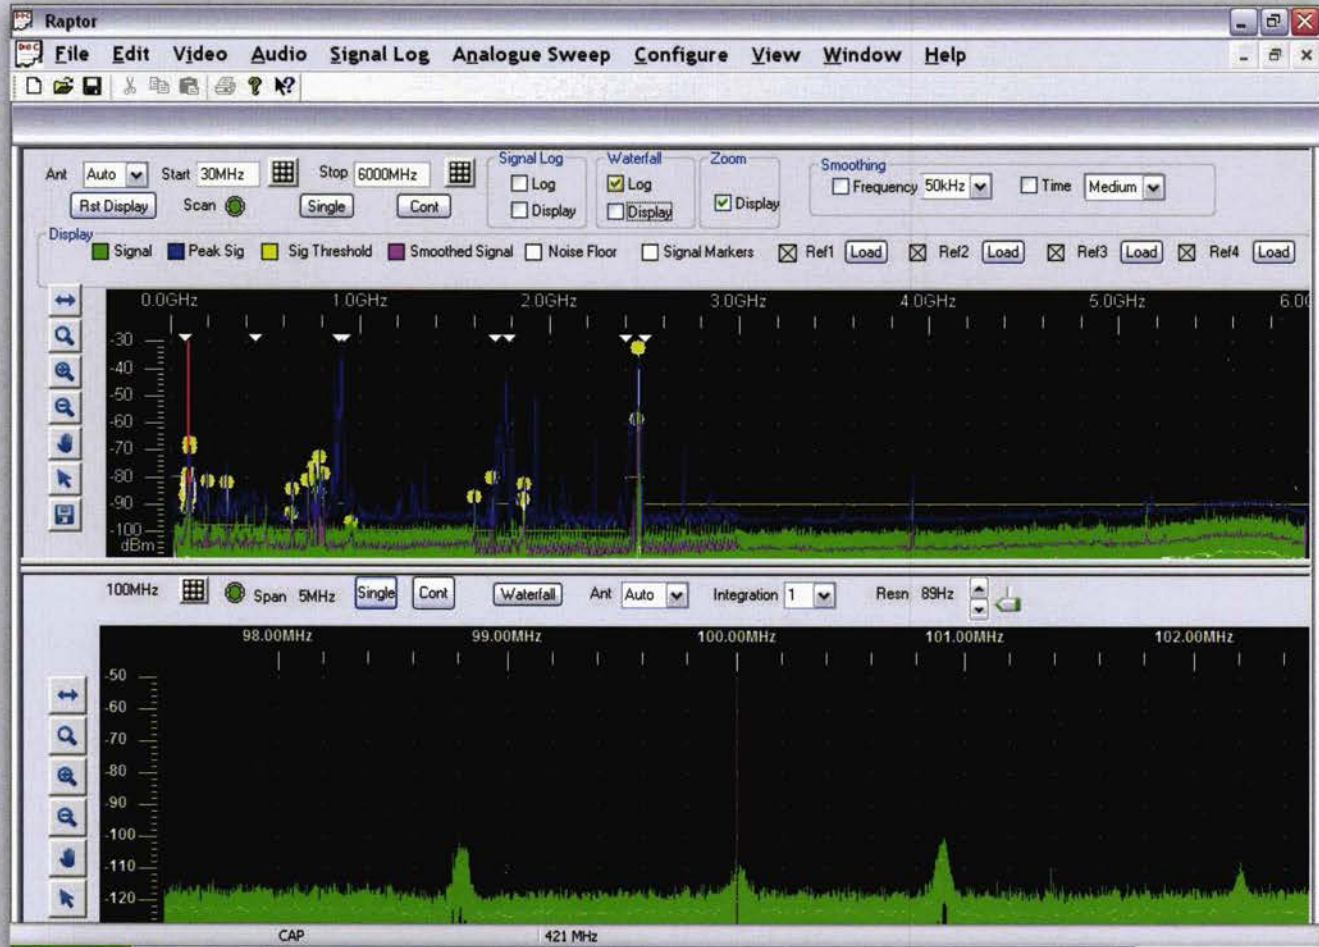 Raptor
File Edit Video Audio Signal Log Analogue Sweep Configure View Window Help
Signal Log Waterfall Zoom Smoothing
Ant Auto Start 30MHz Stop 6000MHz Log Log Display Frequency 50kHz Time Medium
Rst Display Scan Single Cont Display Display
Display
Signal Peak Sig Sig Threshold Smoothed Signal Noise Floor Signal Markers Ref1 Load Ref2 Load Ref3 Load Ref4 Load
0.0GHz 1.0GHz 2.0GHz 3.0GHz 4.0GHz 5.0GHz 6.0G
-30
-40
-50
-60
-70
-80
-90
-100
dBm
100MHz Span 5MHz Single Cont Waterfall Ant Auto Integration 1 Resn 89Hz
98.00MHz 99.00MHz 100.00MHz 101.00MHz 102.00MHz
-50
-60
-70
-80
-90
-100
-110
-120
CAP 421 MHz